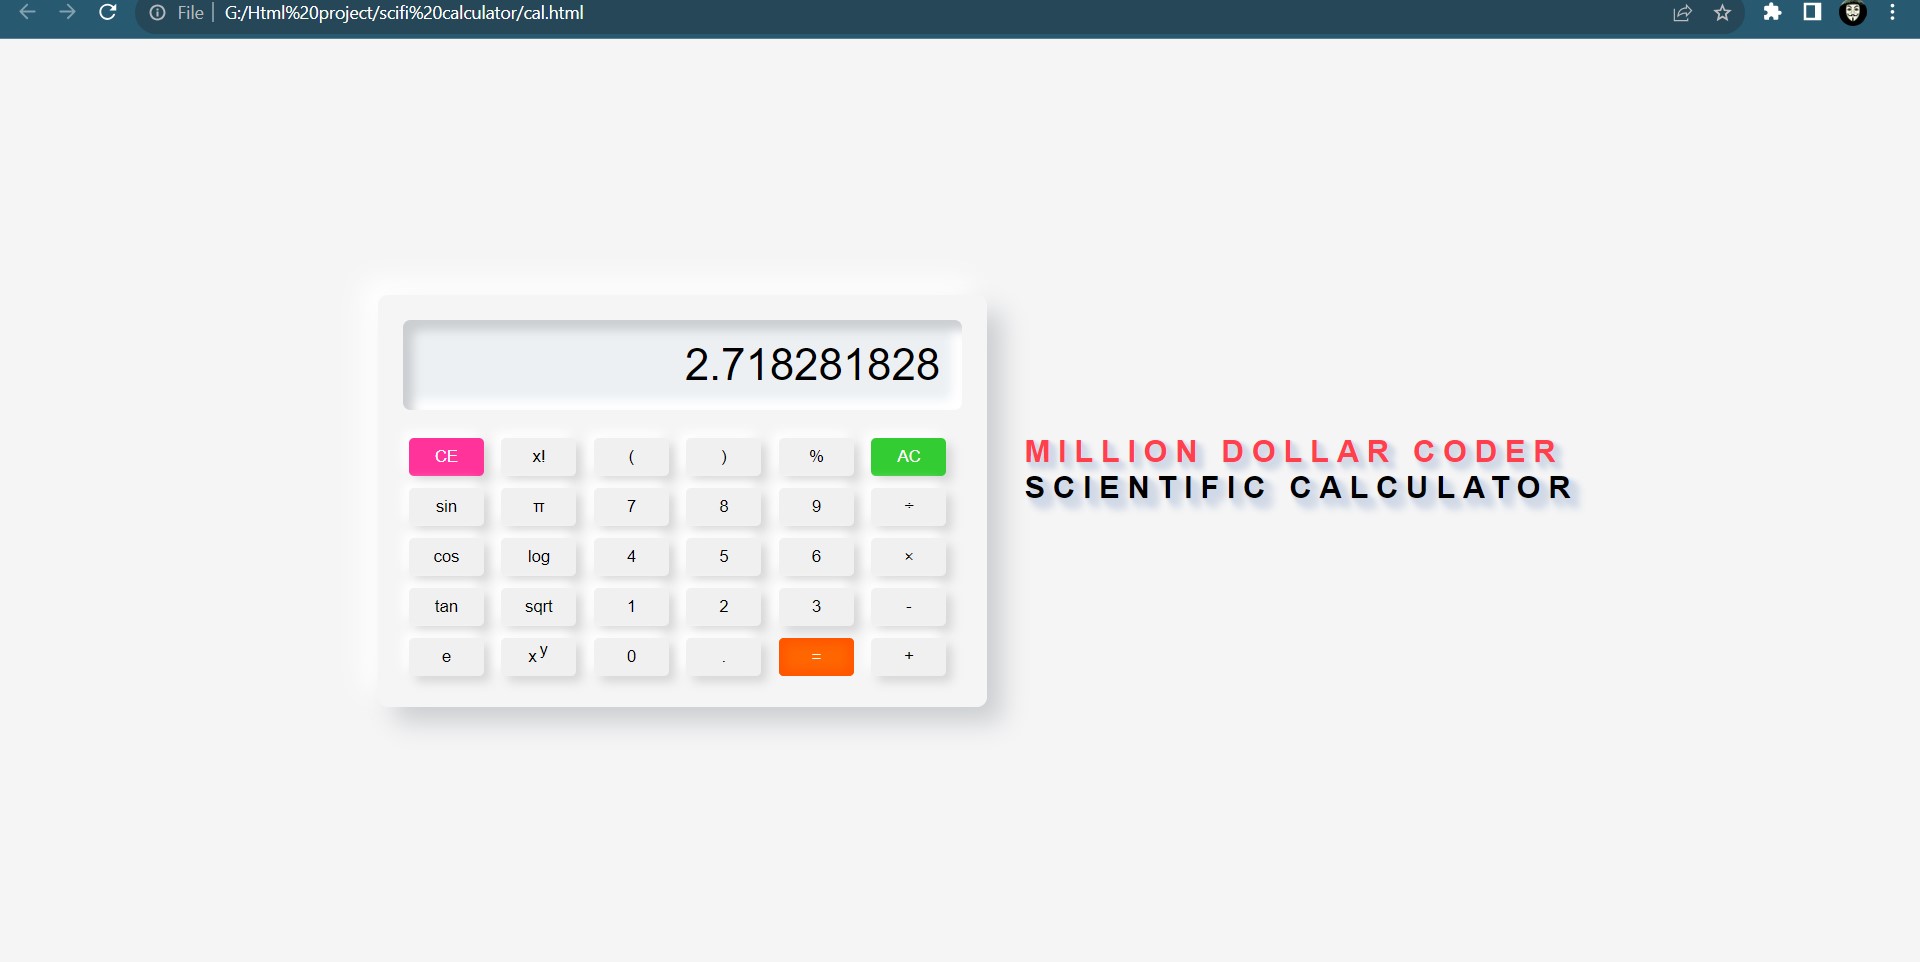 File G:/Html%20project/scifi%20calculator/cal.html
2.718281828
CE x! ( ) % AC
sin π 7 8 9 ÷
cos log 4 5 6 ×
tan sqrt 1 2 3 -
e x y 0 . = +
MILLION DOLLAR CODER
SCIENTIFIC CALCULATOR